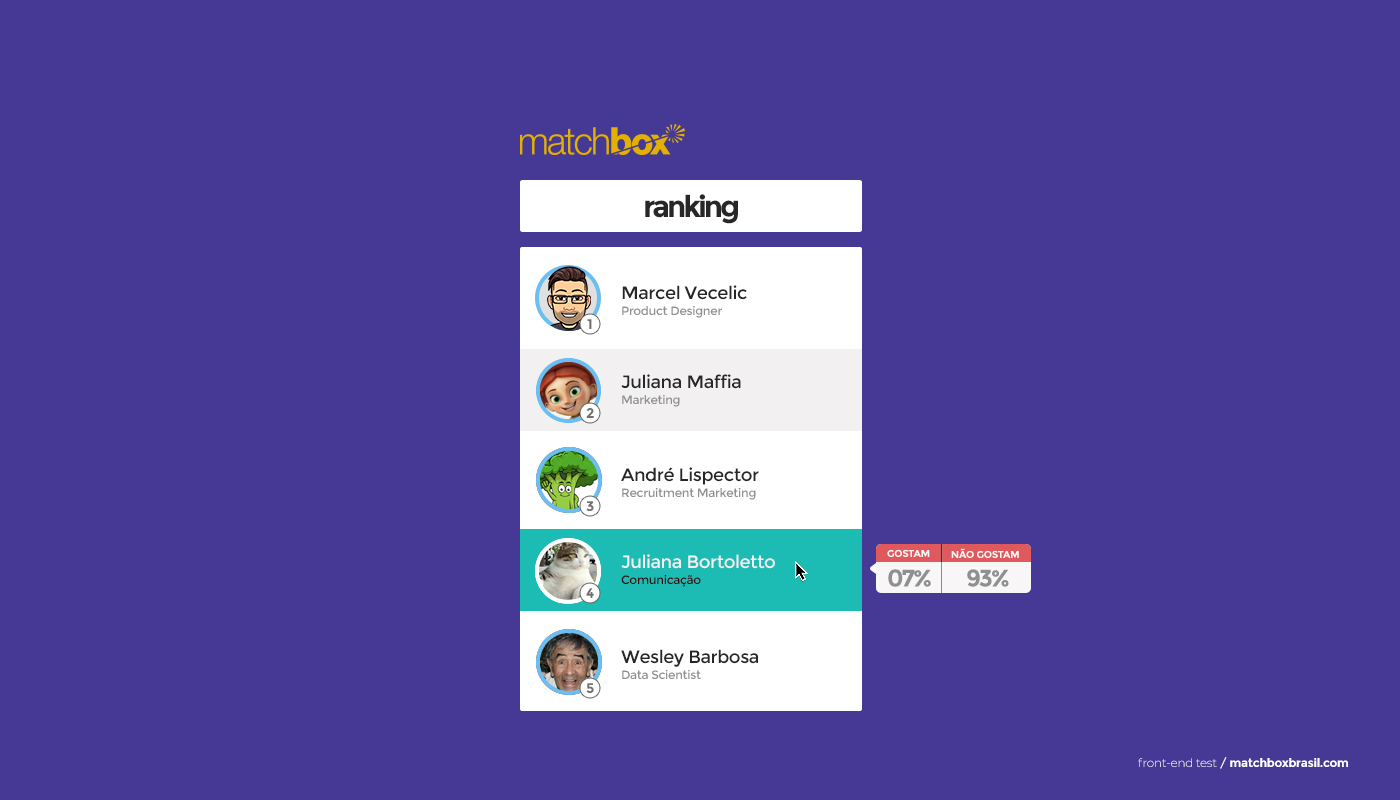 matchbox
ranking
1
Marcel Vecelic
Product Designer
2
Juliana Maffia
Marketing
3
André Lispector
Recruitment Marketing
4
Juliana Bortoletto
Comunicação
GOSTAM NÃO GOSTAM
07% 93%
5
Wesley Barbosa
Data Scientist
front-end test / matchboxbrasil.com